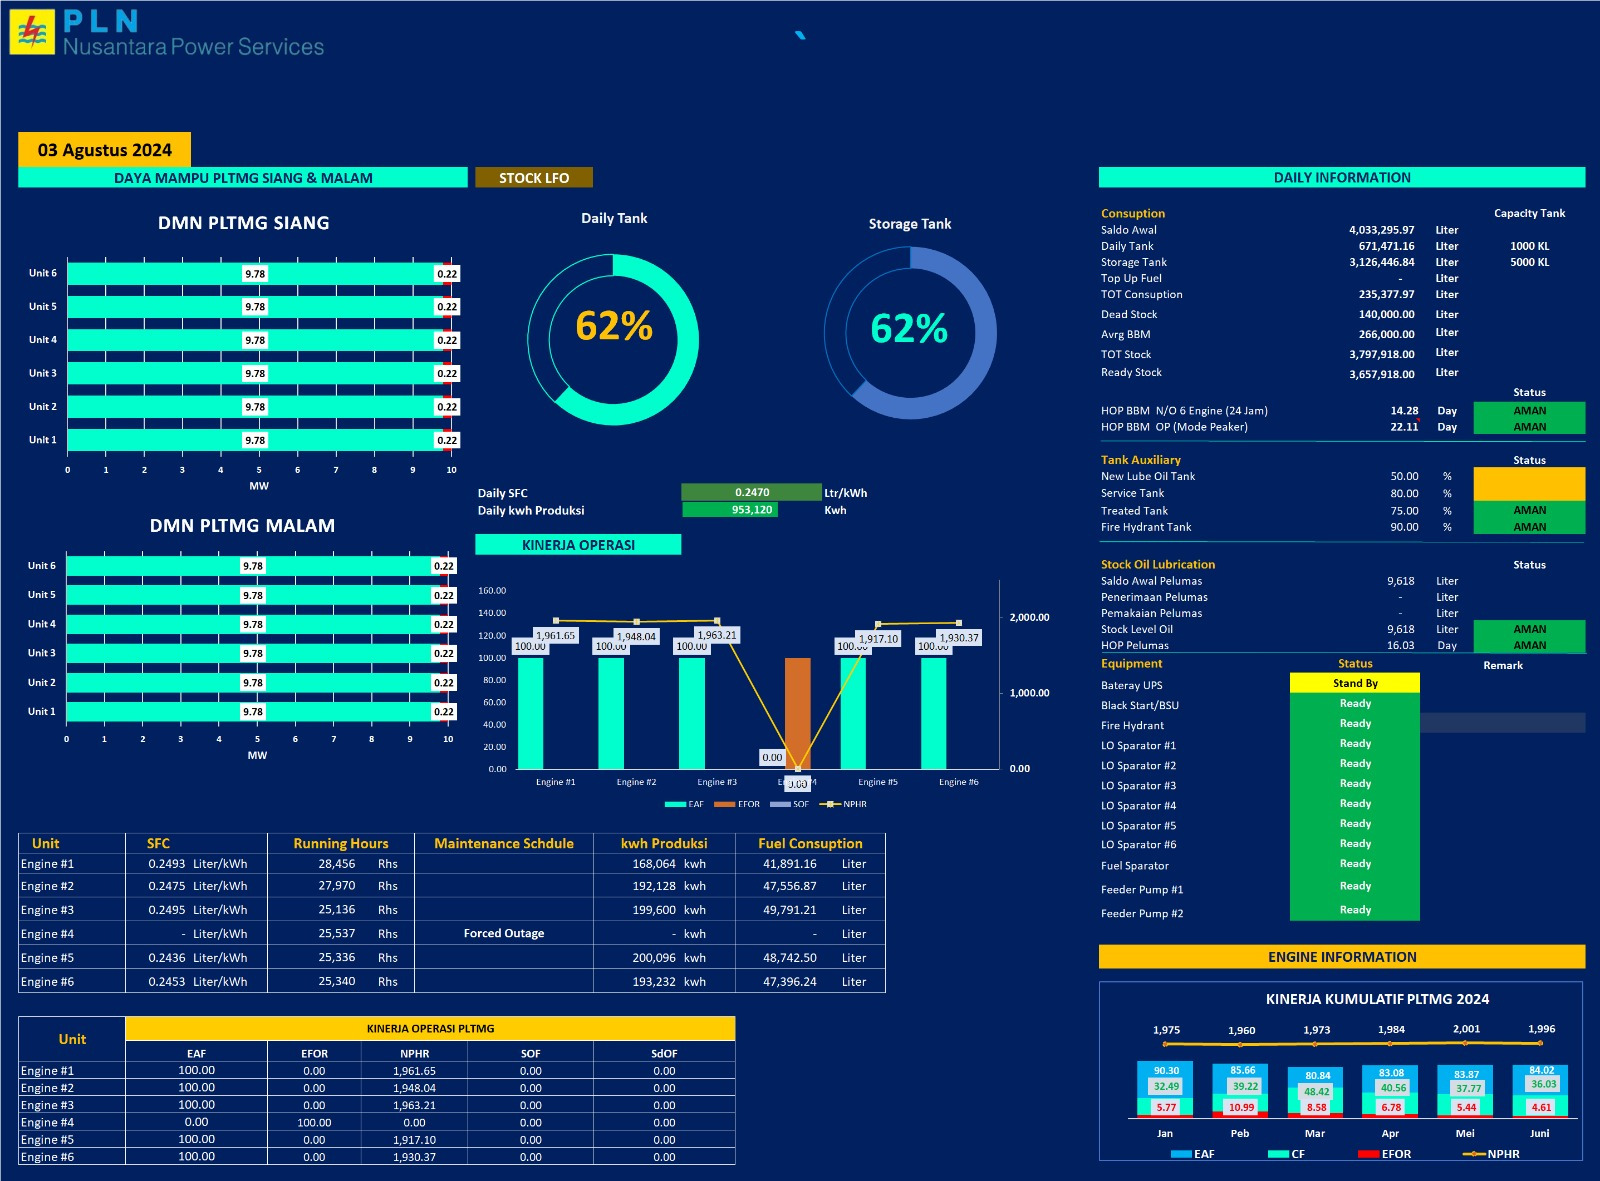 PLN
Nusantara Power Services
`
03 Agustus 2024
DAYA MAMPU PLTMG SIANG & MALAM
DMN PLTMG SIANG
Unit 6 9.78 0.22
Unit 5 9.78 0.22
Unit 4 9.78 0.22
Unit 3 9.78 0.22
Unit 2 9.78 0.22
Unit 1 9.78 0.22
0 1 2 3 4 5 6 7 8 9 10
MW
DMN PLTMG MALAM
Unit 6 9.78 0.22
Unit 5 9.78 0.22
Unit 4 9.78 0.22
Unit 3 9.78 0.22
Unit 2 9.78 0.22
Unit 1 9.78 0.22
0 1 2 3 4 5 6 7 8 9 10
MW
STOCK LFO
Daily Tank
62%
Storage Tank
62%
Daily SFC 0.2470 Ltr/kWh
Daily kwh Produksi 953,120 Kwh
KINERJA OPERASI
160.00
140.00
120.00
100.00
80.00
60.00
40.00
20.00
0.00
2,000.00
1,000.00
0.00
1,961.65 1,948.04 1,963.21 1,917.10 1,930.37
100.00 100.00 100.00 100.00 100.00
0.00
0.00
Engine #1 Engine #2 Engine #3 Engine #5 Engine #6
EAF EFOR SOF NPHR
Unit SFC Running Hours Maintenance Schdule kwh Produksi Fuel Consuption
Engine #1 0.2493 Liter/kWh 28,456 Rhs 168,064 kwh 41,891.16 Liter
Engine #2 0.2475 Liter/kWh 27,970 Rhs 192,128 kwh 47,556.87 Liter
Engine #3 0.2495 Liter/kWh 25,136 Rhs 199,600 kwh 49,791.21 Liter
Engine #4 - Liter/kWh 25,537 Rhs Forced Outage - kwh - Liter
Engine #5 0.2436 Liter/kWh 25,336 Rhs 200,096 kwh 48,742.50 Liter
Engine #6 0.2453 Liter/kWh 25,340 Rhs 193,232 kwh 47,396.24 Liter
Unit KINERJA OPERASI PLTMG
EAF EFOR NPHR SOF SdOF
Engine #1 100.00 0.00 1,961.65 0.00 0.00
Engine #2 100.00 0.00 1,948.04 0.00 0.00
Engine #3 100.00 0.00 1,963.21 0.00 0.00
Engine #4 0.00 100.00 0.00 0.00 0.00
Engine #5 100.00 0.00 1,917.10 0.00 0.00
Engine #6 100.00 0.00 1,930.37 0.00 0.00
DAILY INFORMATION
Consuption Capacity Tank
Saldo Awal 4,033,295.97 Liter
Daily Tank 671,471.16 Liter 1000 KL
Storage Tank 3,126,446.84 Liter 5000 KL
Top Up Fuel - Liter
TOT Consuption 235,377.97 Liter
Dead Stock 140,000.00 Liter
Avrg BBM 266,000.00 Liter
TOT Stock 3,797,918.00 Liter
Ready Stock 3,657,918.00 Liter
Status
HOP BBM N/O 6 Engine (24 Jam) 14.28 Day AMAN
HOP BBM OP (Mode Peaker) 22.11 Day AMAN
Tank Auxiliary Status
New Lube Oil Tank 50.00 %
Service Tank 80.00 %
Treated Tank 75.00 % AMAN
Fire Hydrant Tank 90.00 % AMAN
Stock Oil Lubrication Status
Saldo Awal Pelumas 9,618 Liter
Penerimaan Pelumas - Liter
Pemakaian Pelumas - Liter
Stock Level Oil 9,618 Liter AMAN
HOP Pelumas 16.03 Day AMAN
Equipment Status Remark
Bateray UPS Stand By
Black Start/BSU Ready
Fire Hydrant Ready
LO Sparator #1 Ready
LO Sparator #2 Ready
LO Sparator #3 Ready
LO Sparator #4 Ready
LO Sparator #5 Ready
LO Sparator #6 Ready
Fuel Sparator Ready
Feeder Pump #1 Ready
Feeder Pump #2 Ready
ENGINE INFORMATION
KINERJA KUMULATIF PLTMG 2024
1,975 1,960 1,973 1,984 2,001 1,996
90.30 85.66 80.84 83.08 83.87 84.02
32.49 39.22 48.42 40.56 37.77 36.03
5.77 10.99 8.58 6.78 5.44 4.61
Jan Peb Mar Apr Mei Juni
EAF CF EFOR NPHR